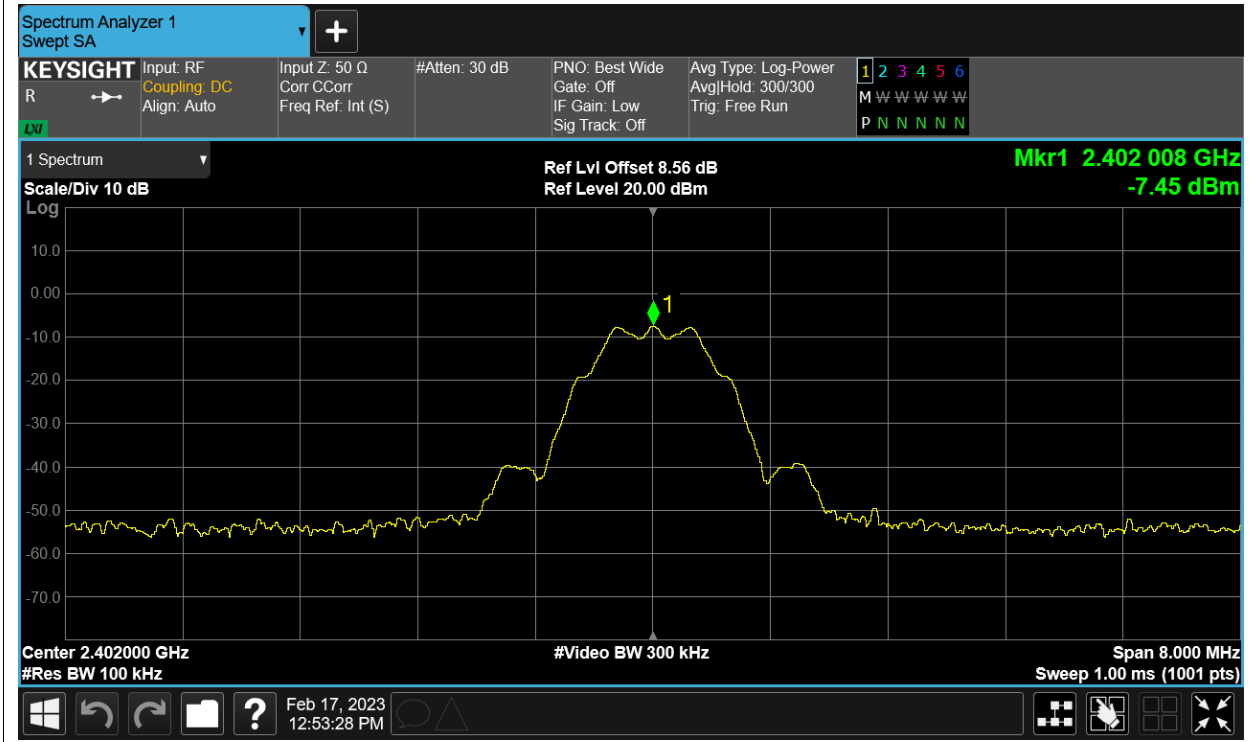 Spectrum Analyzer 1
Swept SA
KEYSIGHT
R
LXI
Input: RF
Coupling: DC
Align: Auto
Input Z: 50 Ω
Corr CCorr
Freq Ref: Int (S)
#Atten: 30 dB
PNO: Best Wide
Gate: Off
IF Gain: Low
Sig Track: Off
Avg Type: Log-Power
Avg|Hold: 300/300
Trig: Free Run
1 2 3 4 5 6
M W W W W W W
P N N N N N N
1 Spectrum
Scale/Div 10 dB
Log
Ref Lvl Offset 8.56 dB
Ref Level 20.00 dBm
Mkr1 2.402 008 GHz
-7.45 dBm
10.0
0.00
-10.0
-20.0
-30.0
-40.0
-50.0
-60.0
-70.0
1
Center 2.402000 GHz
#Video BW 300 kHz
Span 8.000 MHz
#Res BW 100 kHz
Sweep 1.00 ms (1001 pts)
?
Feb 17, 2023
12:53:28 PM